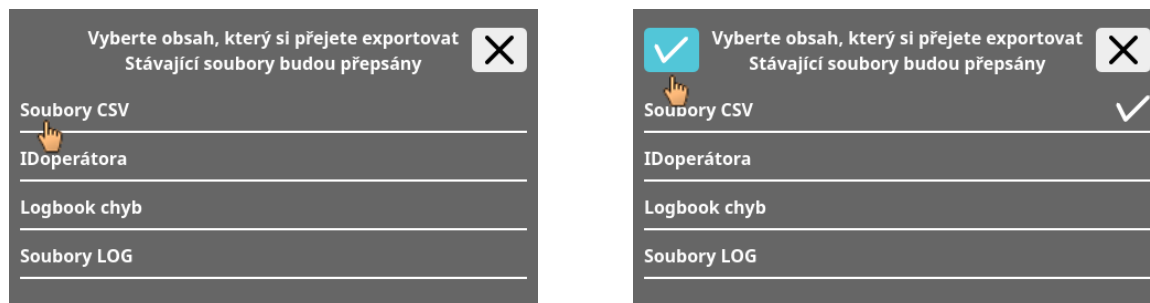 Vyberte obsah, který si přejete exportovat
Stávající soubory budou přepsány
Soubory CSV
IDoperátora
Logbook chyb
Soubory LOG
Vyberte obsah, který si přejete exportovat
Stávající soubory budou přepsány
Soubory CSV
IDoperátora
Logbook chyb
Soubory LOG